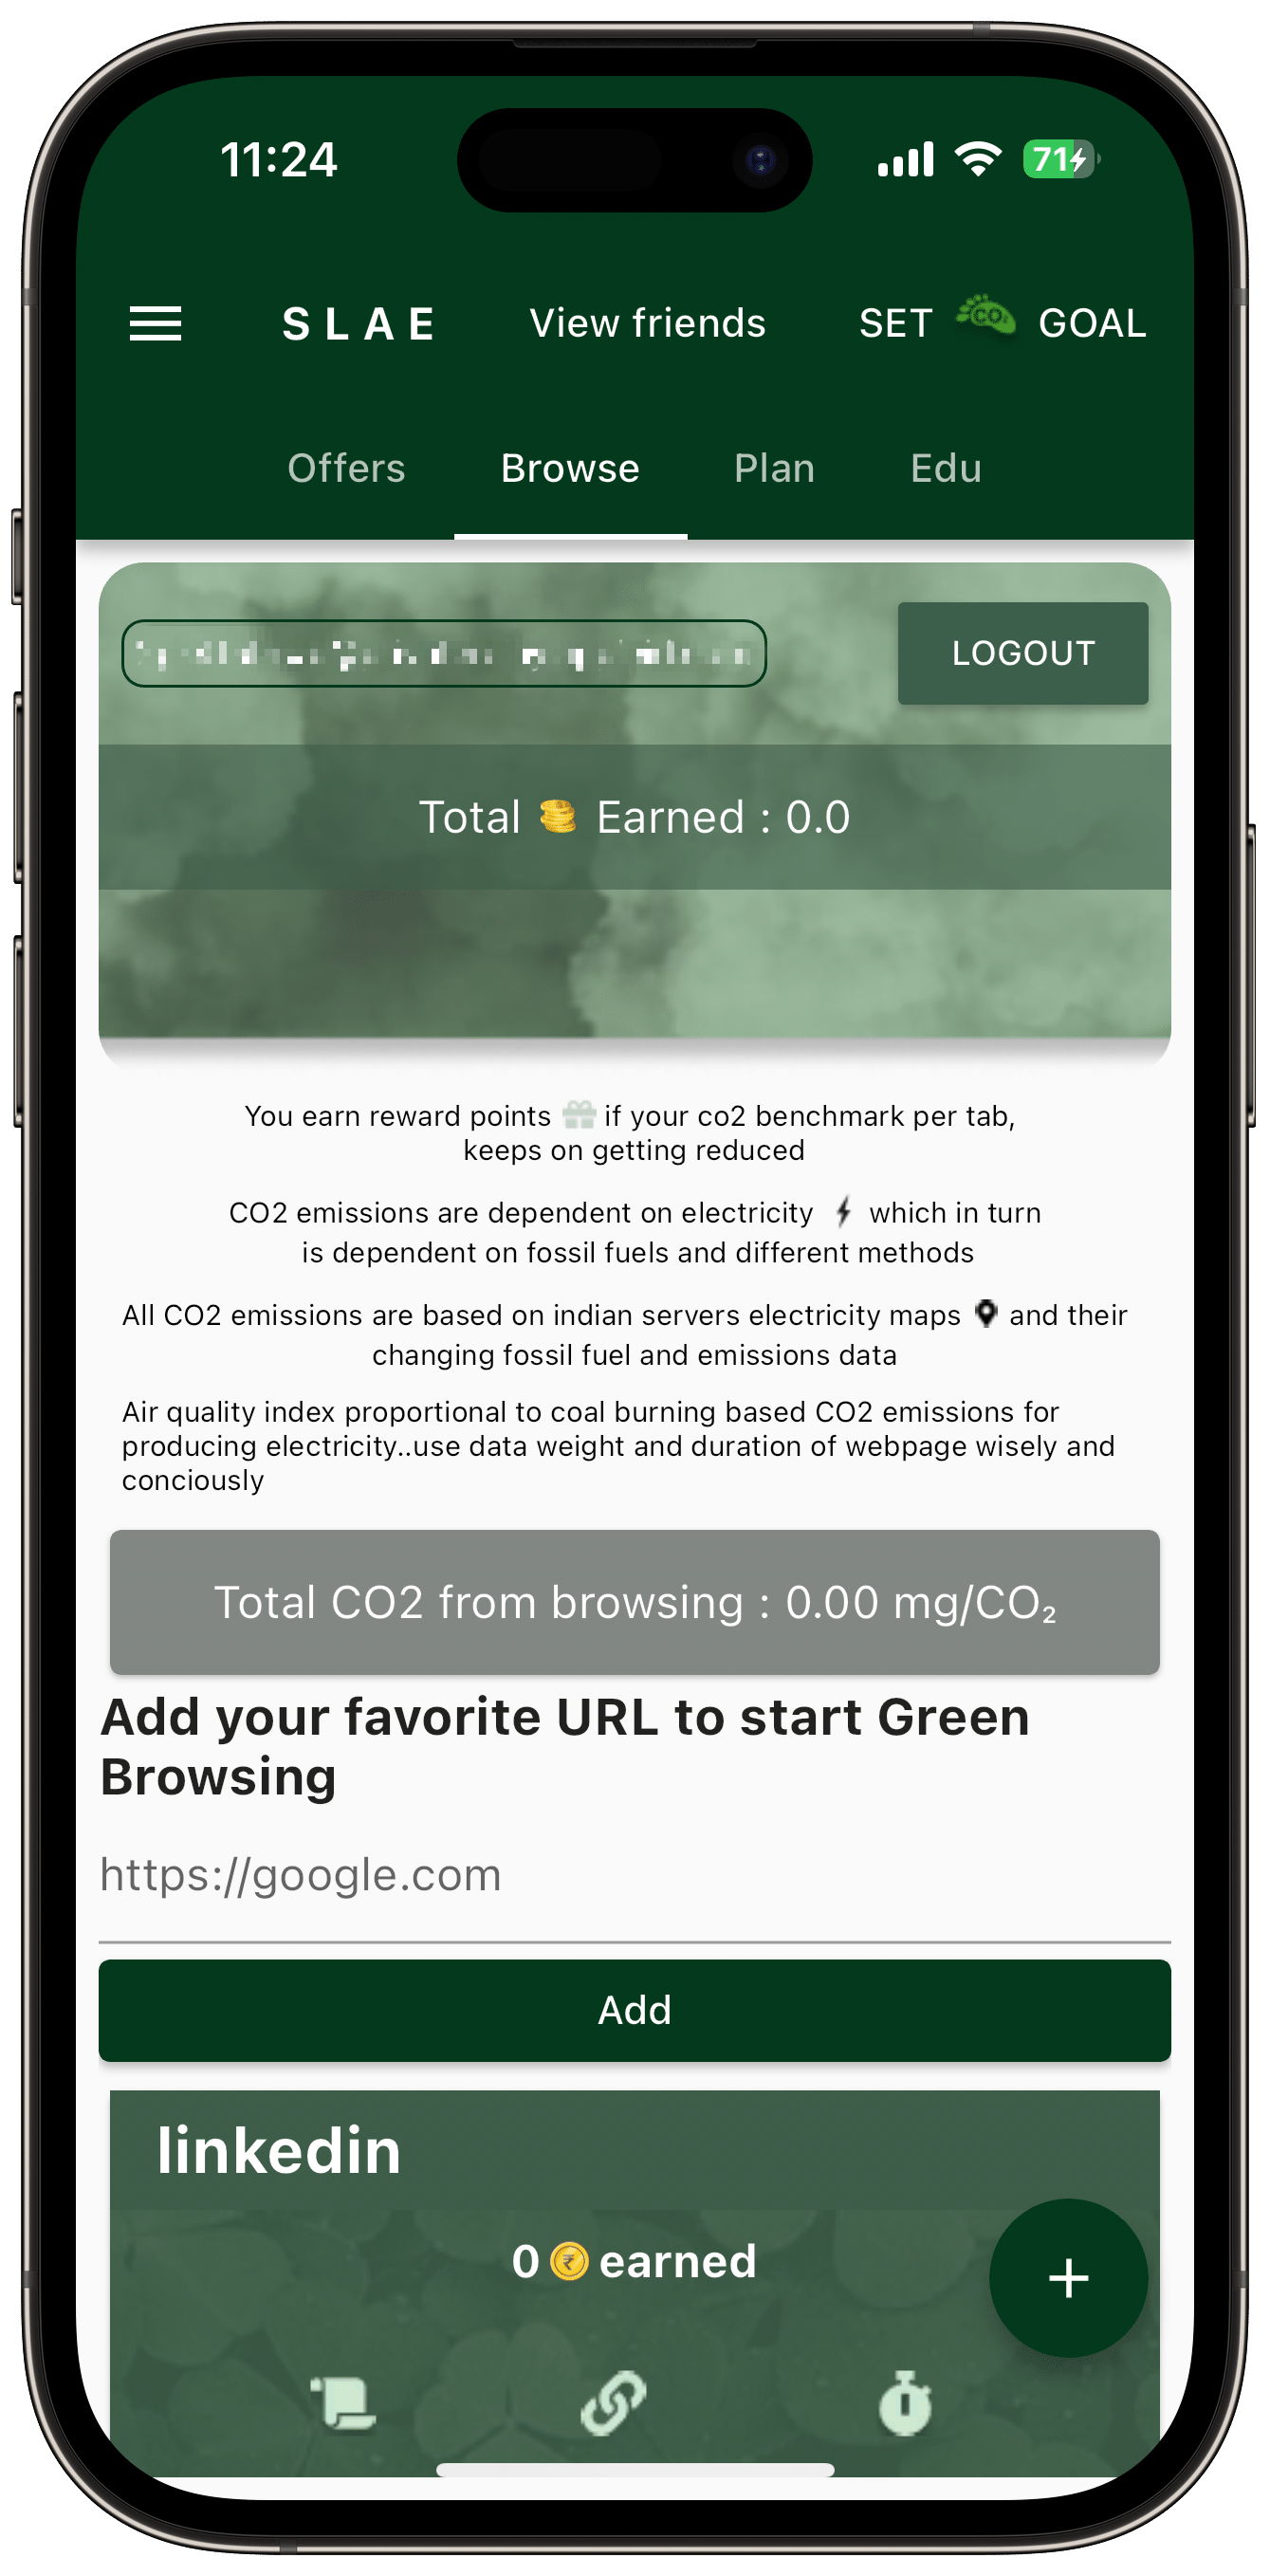 11:24
71
SLAE View friends SET CO₂ GOAL
Offers Browse Plan Edu
LOGOUT
Total Earned : 0.0
You earn reward points if your co2 benchmark per tab,
keeps on getting reduced
CO2 emissions are dependent on electricity which in turn
is dependent on fossil fuels and different methods
All CO2 emissions are based on indian servers electricity maps and their
changing fossil fuel and emissions data
Air quality index proportional to coal burning based CO2 emissions for
producing electricity..use data weight and duration of webpage wisely and
conciously
Total CO2 from browsing : 0.00 mg/CO₂
Add your favorite URL to start Green
Browsing
https://google.com
Add
linkedin
0 ₹ earned
+